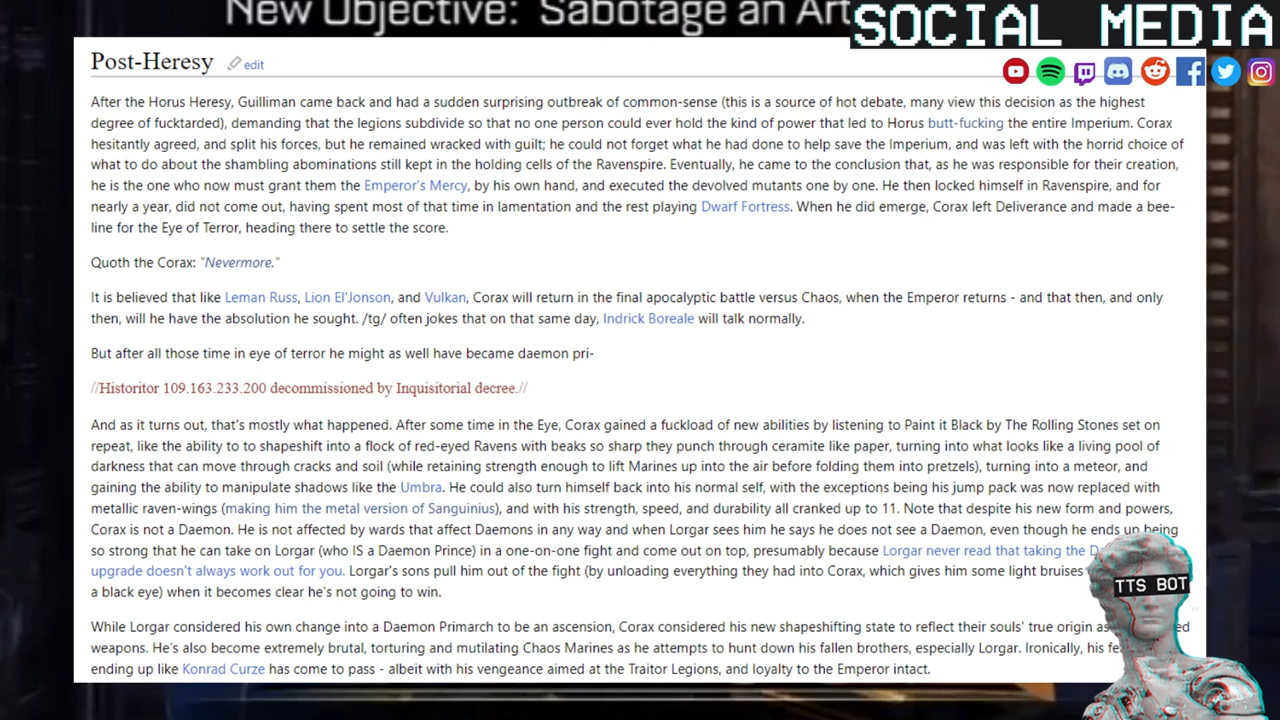 New Objective: Sabotage an Art
SOCIAL MEDIA
Post-Heresy edit
After the Horus Heresy, Guilliman came back and had a sudden surprising outbreak of common-sense (this is a source of hot debate, many view this decision as the highest
degree of fucktarded), demanding that the legions subdivide so that no one person could ever hold the kind of power that led to Horus butt-fucking the entire Imperium. Corax
hesitantly agreed, and split his forces, but he remained wracked with guilt; he could not forget what he had done to help save the Imperium, and was left with the horrid choice of
what to do about the shambling abominations still kept in the holding cells of the Ravenspire. Eventually, he came to the conclusion that, as he was responsible for their creation,
he is the one who now must grant them the Emperor's Mercy, by his own hand, and executed the devolved mutants one by one. He then locked himself in Ravenspire, and for
nearly a year, did not come out, having spent most of that time in lamentation and the rest playing Dwarf Fortress. When he did emerge, Corax left Deliverance and made a bee-
line for the Eye of Terror, heading there to settle the score.
Quoth the Corax: "Nevermore."
It is believed that like Leman Russ, Lion El'Jonson, and Vulkan, Corax will return in the final apocalyptic battle versus Chaos, when the Emperor returns - and that then, and only
then, will he have the absolution he sought. /tg/ often jokes that on that same day, Indrick Boreale will talk normally.
But after all those time in eye of terror he might as well have became daemon pri-
//Historitor 109.163.233.200 decommissioned by Inquisitorial decree.//
And as it turns out, that's mostly what happened. After some time in the Eye, Corax gained a fuckload of new abilities by listening to Paint it Black by The Rolling Stones set on
repeat, like the ability to to shapeshift into a flock of red-eyed Ravens with beaks so sharp they punch through ceramite like paper, turning into what looks like a living pool of
darkness that can move through cracks and soil (while retaining strength enough to lift Marines up into the air before folding them into pretzels), turning into a meteor, and
gaining the ability to manipulate shadows like the Umbra. He could also turn himself back into his normal self, with the exceptions being his jump pack was now replaced with
metallic raven-wings (making him the metal version of Sanguinius), and with his strength, speed, and durability all cranked up to 11. Note that despite his new form and powers,
Corax is not a Daemon. He is not affected by wards that affect Daemons in any way and when Lorgar sees him he says he does not see a Daemon, even though he ends up being
so strong that he can take on Lorgar (who IS a Daemon Prince) in a one-on-one fight and come out on top, presumably because Lorgar never read that taking the D
upgrade doesn't always work out for you. Lorgar's sons pull him out of the fight (by unloading everything they had into Corax, which gives him some light bruises
a black eye) when it becomes clear he's not going to win.
TTS BOT
While Lorgar considered his own change into a Daemon Primarch to be an ascension, Corax considered his new shapeshifting state to reflect their souls' true origin as ed
weapons. He's also become extremely brutal, torturing and mutilating Chaos Marines as he attempts to hunt down his fallen brothers, especially Lorgar. Ironically, his fe
ending up like Konrad Curze has come to pass - albeit with his vengeance aimed at the Traitor Legions, and loyalty to the Emperor intact.